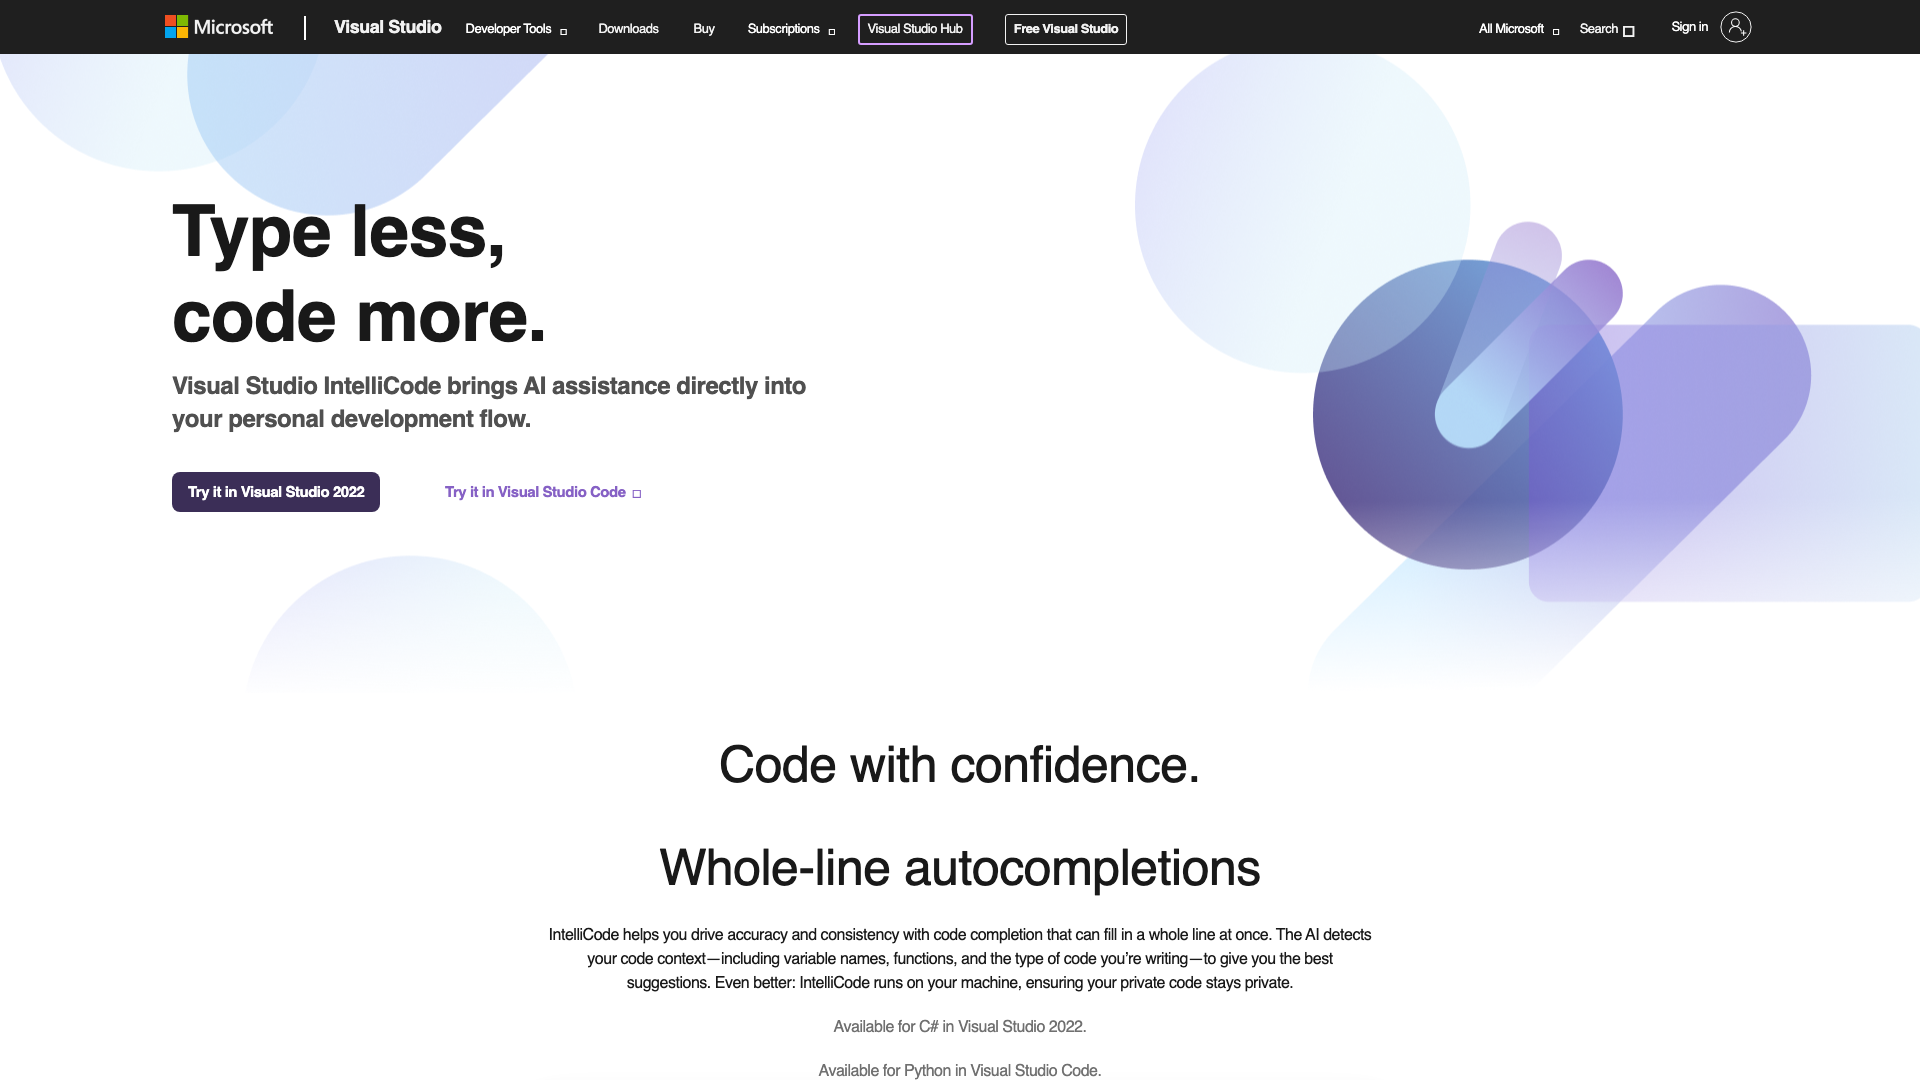 Microsoft
Visual Studio
Developer Tools
Downloads
Buy
Subscriptions
Visual Studio Hub
Free Visual Studio
All Microsoft
Search
Sign in
Type less,
code more.
Visual Studio IntelliCode brings AI assistance directly into
your personal development flow.
Try it in Visual Studio 2022
Try it in Visual Studio Code
Code with confidence.
Whole-line autocompletions
IntelliCode helps you drive accuracy and consistency with code completion that can fill in a whole line at once. The AI detects
your code context—including variable names, functions, and the type of code you’re writing—to give you the best
suggestions. Even better: IntelliCode runs on your machine, ensuring your private code stays private.
Available for C# in Visual Studio 2022.
Available for Python in Visual Studio Code.